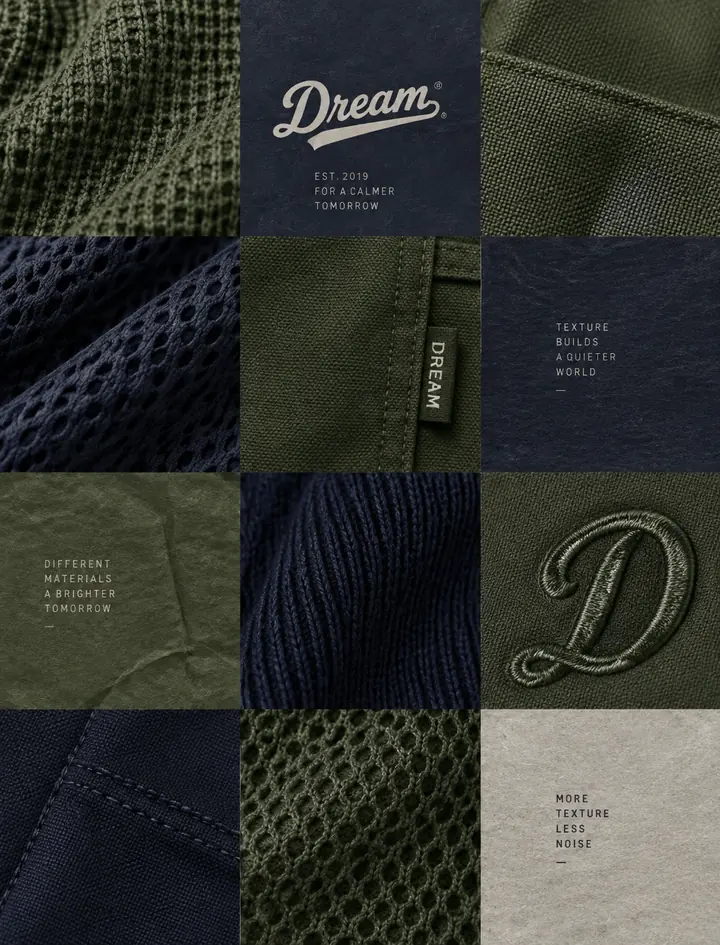 Dream®
®
EST. 2019
FOR A CALMER
TOMORROW
DREAM
TEXTURE
BUILDS
A QUIETER
WORLD
—
DIFFERENT
MATERIALS
A BRIGHTER
TOMORROW
—
D
MORE
TEXTURE
LESS
NOISE
—